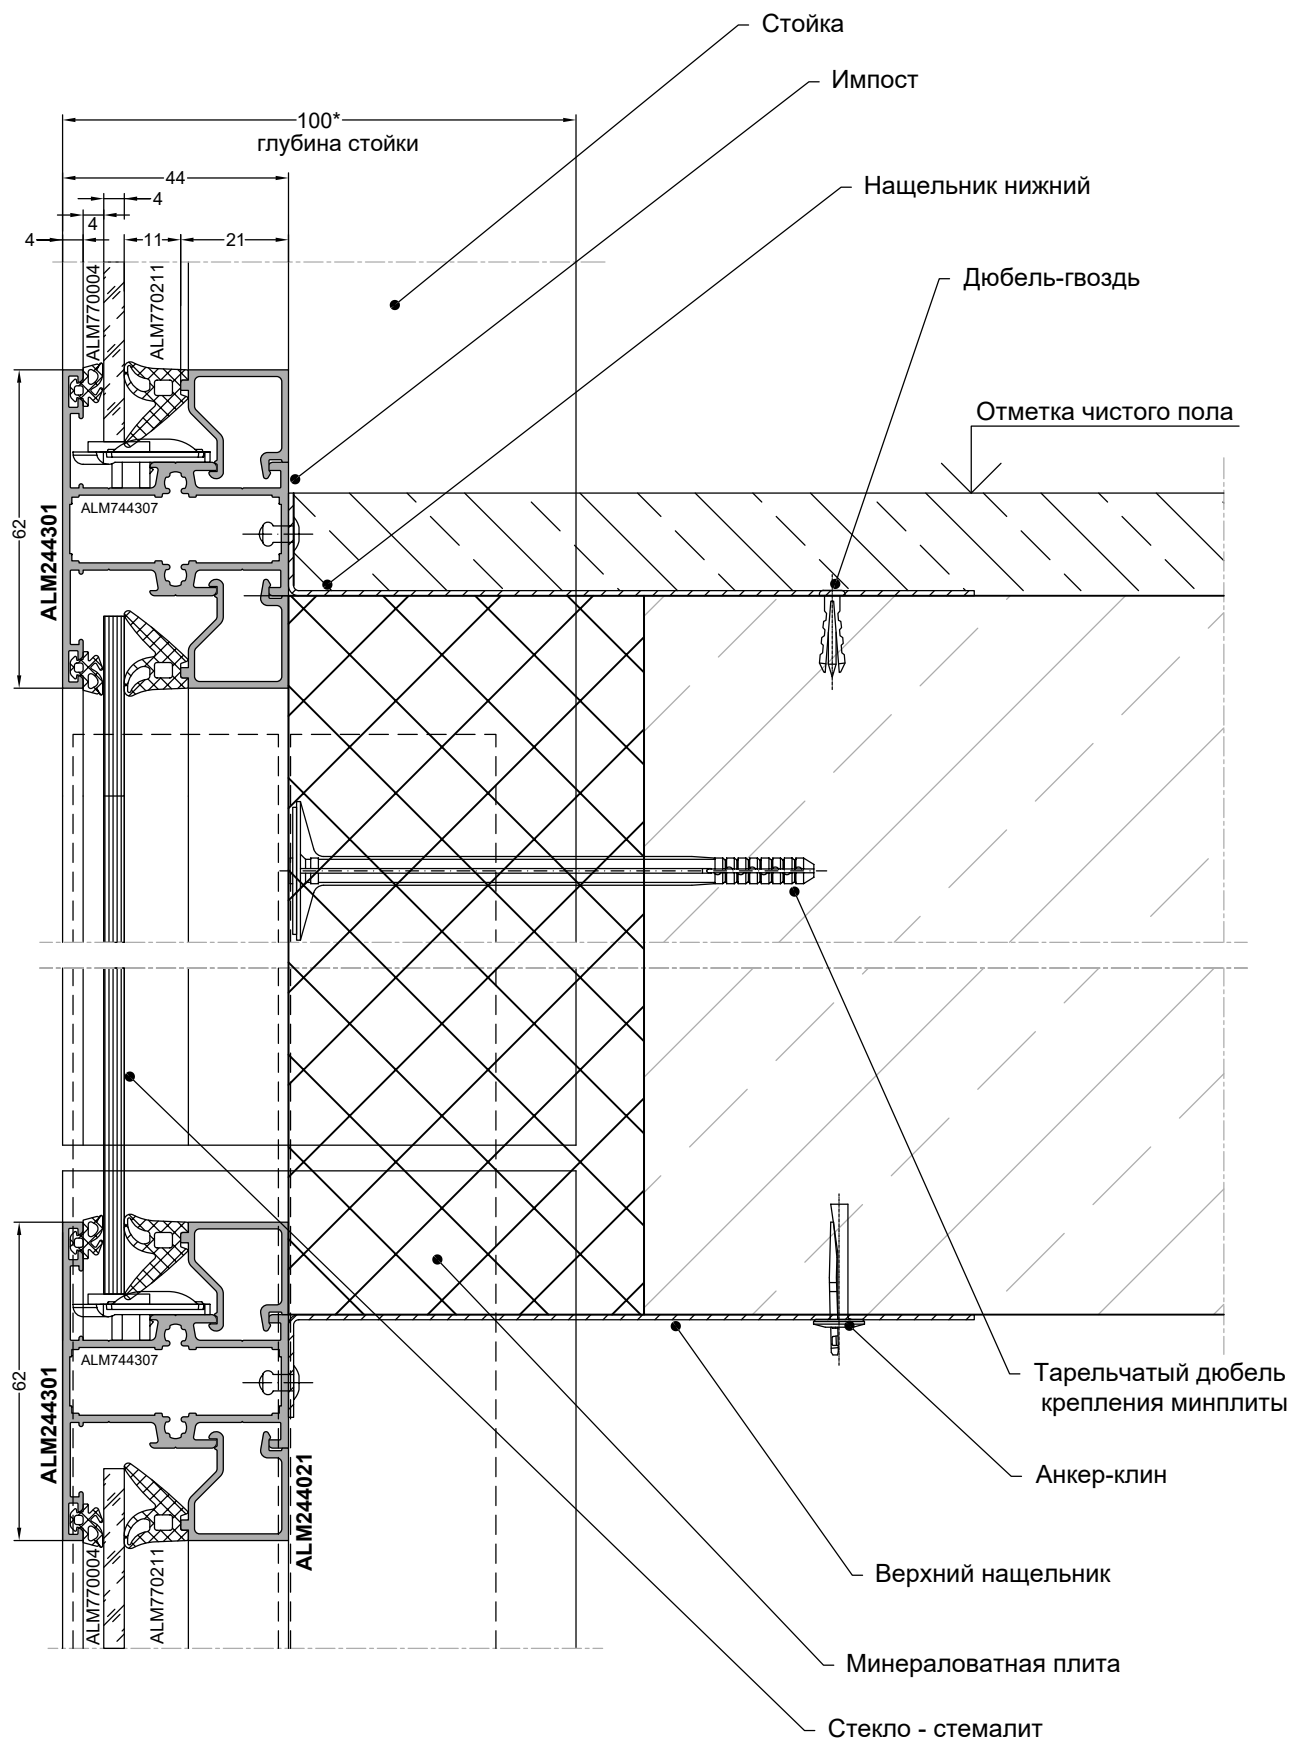 Стойка
Импост
100*
глубина стойки
44
Нащельник нижний
4
4
4
11
21
Дюбель-гвоздь
ALM770004
ALM770211
Отметка чистого пола
62
ALM244301
ALM744307
Тарельчатый дюбель
крепления минплиты
62
ALM244301
ALM744307
ALM244021
Анкер-клин
ALM770004
ALM770211
Верхний нащельник
Минераловатная плита
Стекло - стемалит